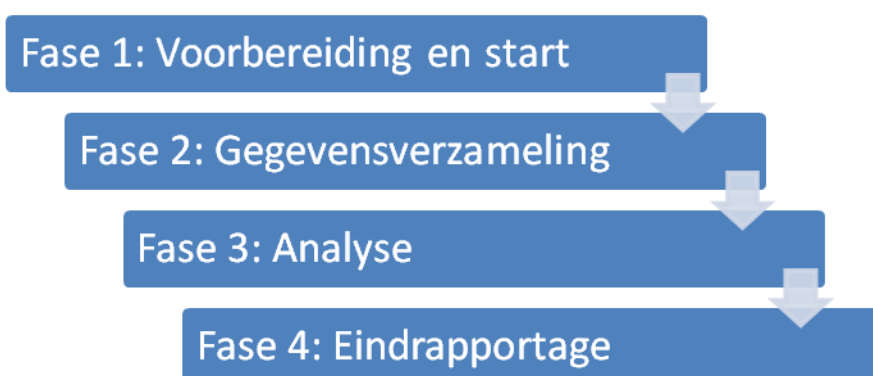 Fase 1: Voorbereiding en start
Fase 2: Gegevensverzameling
Fase 3: Analyse
Fase 4: Eindrapportage